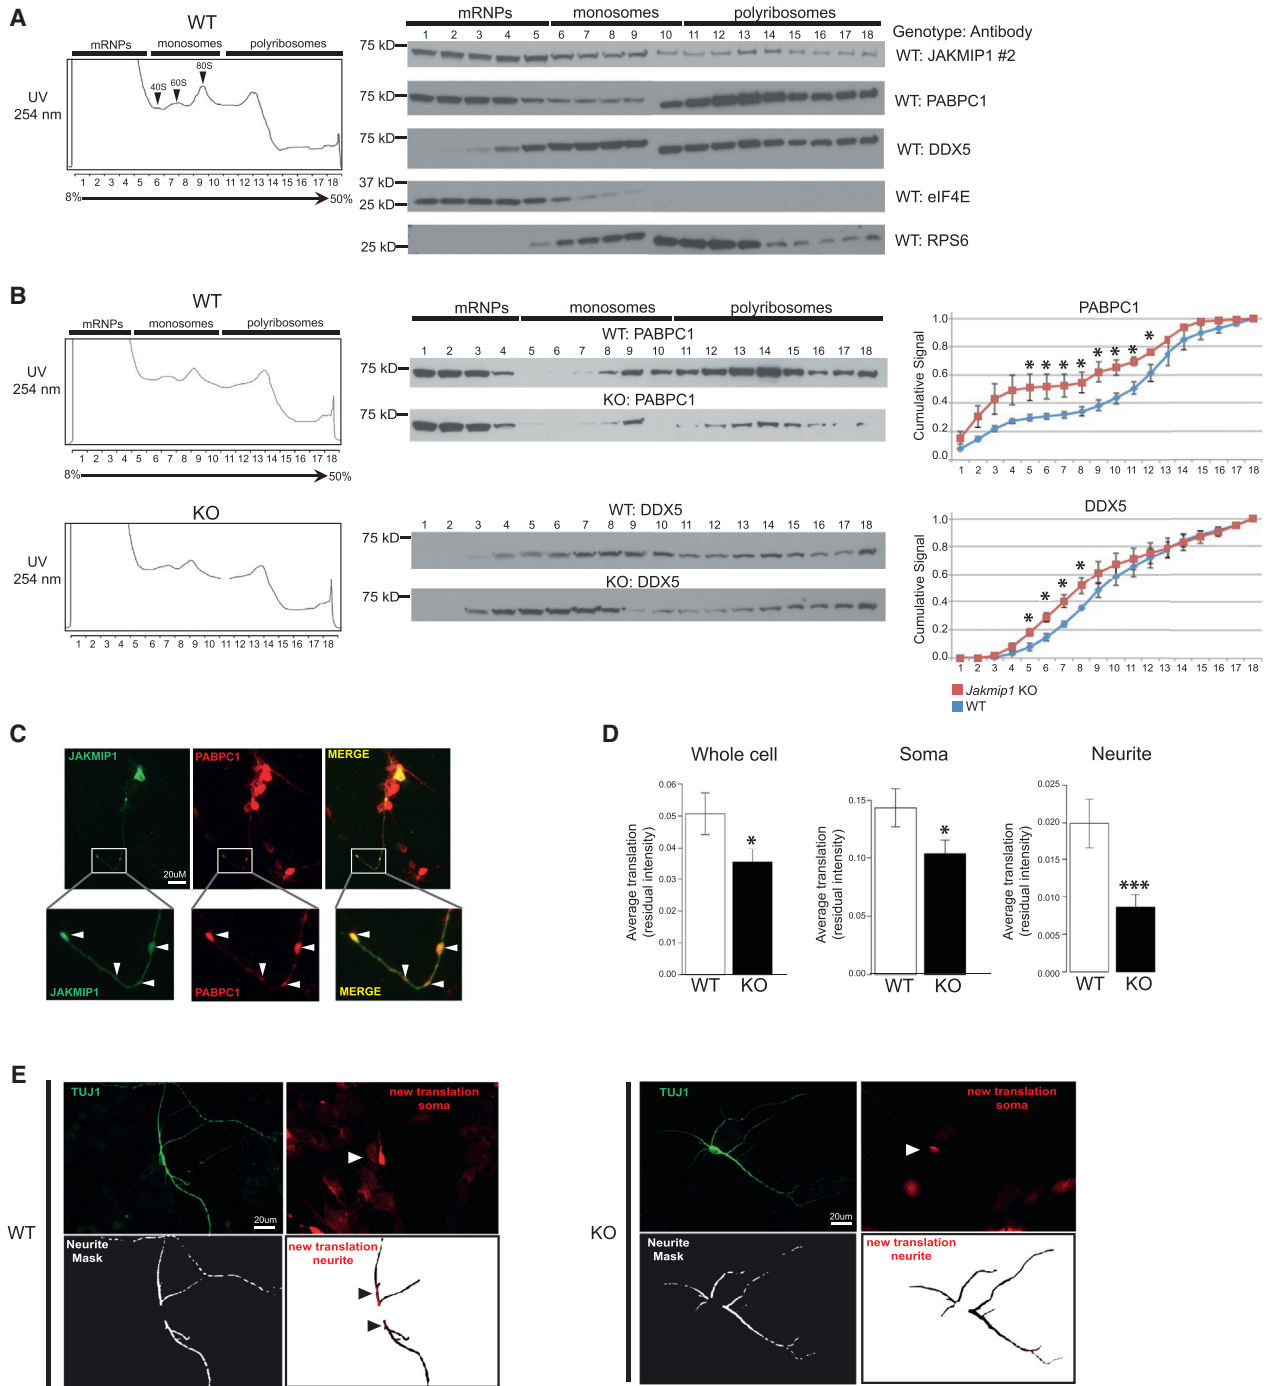 A
WT
mRNPs monosomes polyribosomes
40S 60S 80S
UV
254 nm
1 2 3 4 5 6 7 8 9 10 11 12 13 14 15 16 17 18
8% 50%
mRNPs monosomes polyribosomes
1 2 3 4 5 6 7 8 9 10 11 12 13 14 15 16 17 18
Genotype: Antibody
75 kD WT: JAKMIP1 #2
75 kD WT: PABPC1
75 kD WT: DDX5
37 kD
25 kD WT: eIF4E
25 kD WT: RPS6
B
WT
mRNPs monosomes polyribosomes
UV
254 nm
1 2 3 4 5 6 7 8 9 10 11 12 13 14 15 16 17 18
8% 50%
KO
UV
254 nm
1 2 3 4 5 6 7 8 9 10 11 12 13 14 15 16 17 18
mRNPs monosomes polyribosomes
WT: PABPC1
1 2 3 4 5 6 7 8 9 10 11 12 13 14 15 16 17 18
75 kD
KO: PABPC1
75 kD
WT: DDX5
1 2 3 4 5 6 7 8 9 10 11 12 13 14 15 16 17 18
75 kD
KO: DDX5
75 kD
PABPC1
Cumulative Signal
1.0
0.8
0.6
0.4
0.2
0.0
* * * * * * * *
1 2 3 4 5 6 7 8 9 10 11 12 13 14 15 16 17 18
DDX5
Cumulative Signal
1.0
0.8
0.6
0.4
0.2
0.0
* * * *
1 2 3 4 5 6 7 8 9 10 11 12 13 14 15 16 17 18
Jakmip1 KO
WT
C
JAKMIP1 PABPC1 MERGE
20uM
JAKMIP1 PABPC1 MERGE
D
Whole cell
Average translation
(residual intensity)
0.06
0.05
0.04
0.03
0.02
0.01
0.00
*
WT KO
Soma
Average translation
(residual intensity)
0.15
0.10
0.05
0.00
*
WT KO
Neurite
Average translation
(residual intensity)
0.025
0.020
0.015
0.010
0.005
0.000
***
WT KO
E
WT
TUJ1
20um
new translation
soma
Neurite
Mask
new translation
neurite
KO
TUJ1
20um
new translation
soma
Neurite
Mask
new translation
neurite